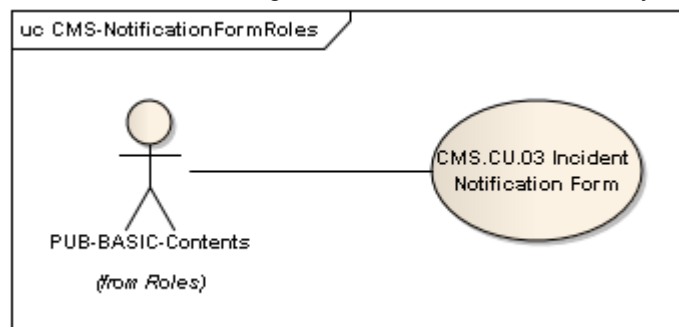 uc CMS-NotificationFormRoles
CMS.CU.03 Incident
Notification Form
PUB-BASIC-Contents
(from Roles)